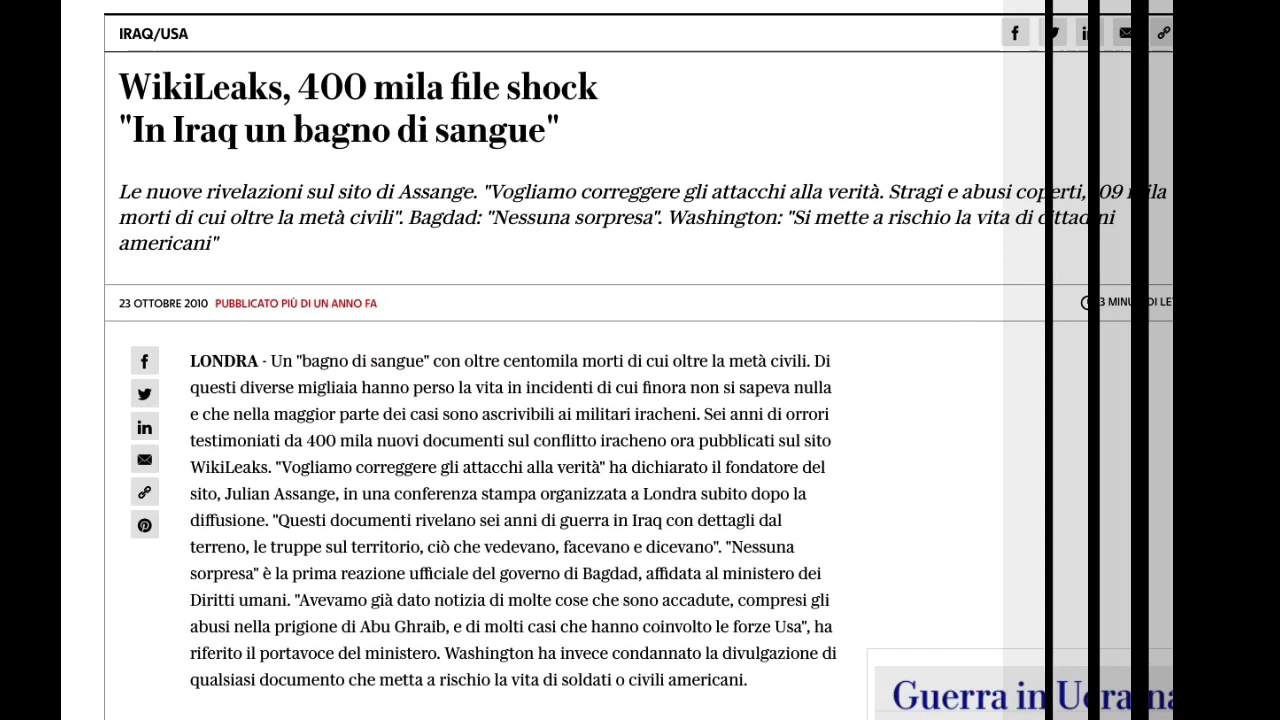 IRAQ/USA
WikiLeaks, 400 mila file shock
"In Iraq un bagno di sangue"
Le nuove rivelazioni sul sito di Assange. "Vogliamo correggere gli attacchi alla verità. Stragi e abusi coperti,
morti di cui oltre la metà civili". Bagdad: "Nessuna sorpresa". Washington: "Si mette a rischio la vita di cittadini
americani"
23 OTTOBRE 2010 PUBBLICATO PIÙ DI UN ANNO FA
3 MINUTI DI
LONDRA - Un "bagno di sangue" con oltre centomila morti di cui oltre la metà civili. Di
questi diverse migliaia hanno perso la vita in incidenti di cui finora non si sapeva nulla
e che nella maggior parte dei casi sono ascrivibili ai militari iracheni. Sei anni di orrori
testimoniati da 400 mila nuovi documenti sul conflitto iracheno ora pubblicati sul sito
WikiLeaks. "Vogliamo correggere gli attacchi alla verità" ha dichiarato il fondatore del
sito, Julian Assange, in una conferenza stampa organizzata a Londra subito dopo la
diffusione. "Questi documenti rivelano sei anni di guerra in Iraq con dettagli dal
terreno, le truppe sul territorio, ciò che vedevano, facevano e dicevano". "Nessuna
sorpresa" è la prima reazione ufficiale del governo di Bagdad, affidata al ministero dei
Diritti umani. "Avevamo già dato notizia di molte cose che sono accadute, compresi gli
abusi nella prigione di Abu Ghraib, e di molti casi che hanno coinvolto le forze Usa", ha
riferito il portavoce del ministero. Washington ha invece condannato la divulgazione di
qualsiasi documento che metta a rischio la vita di soldati o civili americani.
Guerra in Ucraina